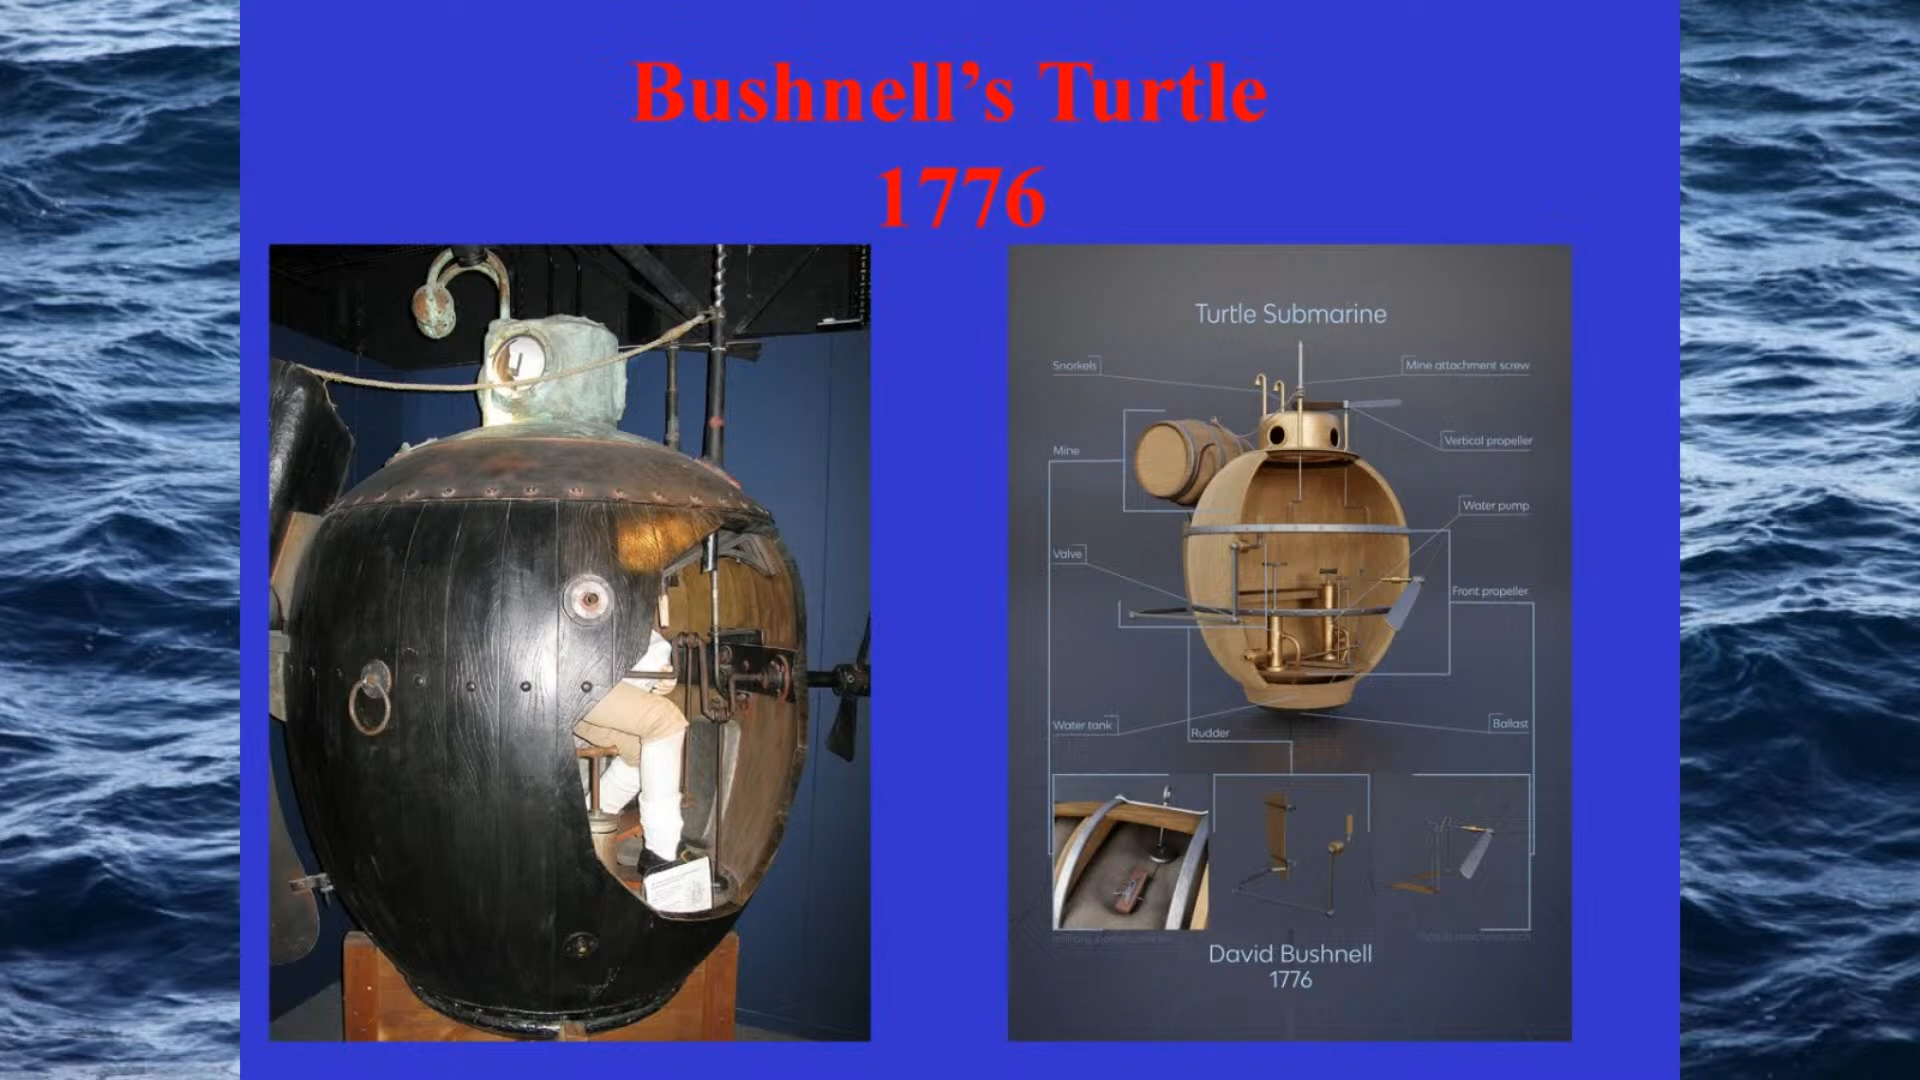 Bushnell’s Turtle
1776
Turtle Submarine
Snorkels
Mine attachment screw
Vertical propeller
Mine
Water pump
Valve
Front propeller
Water tank
Rudder
Ballast
David Bushnell
1776